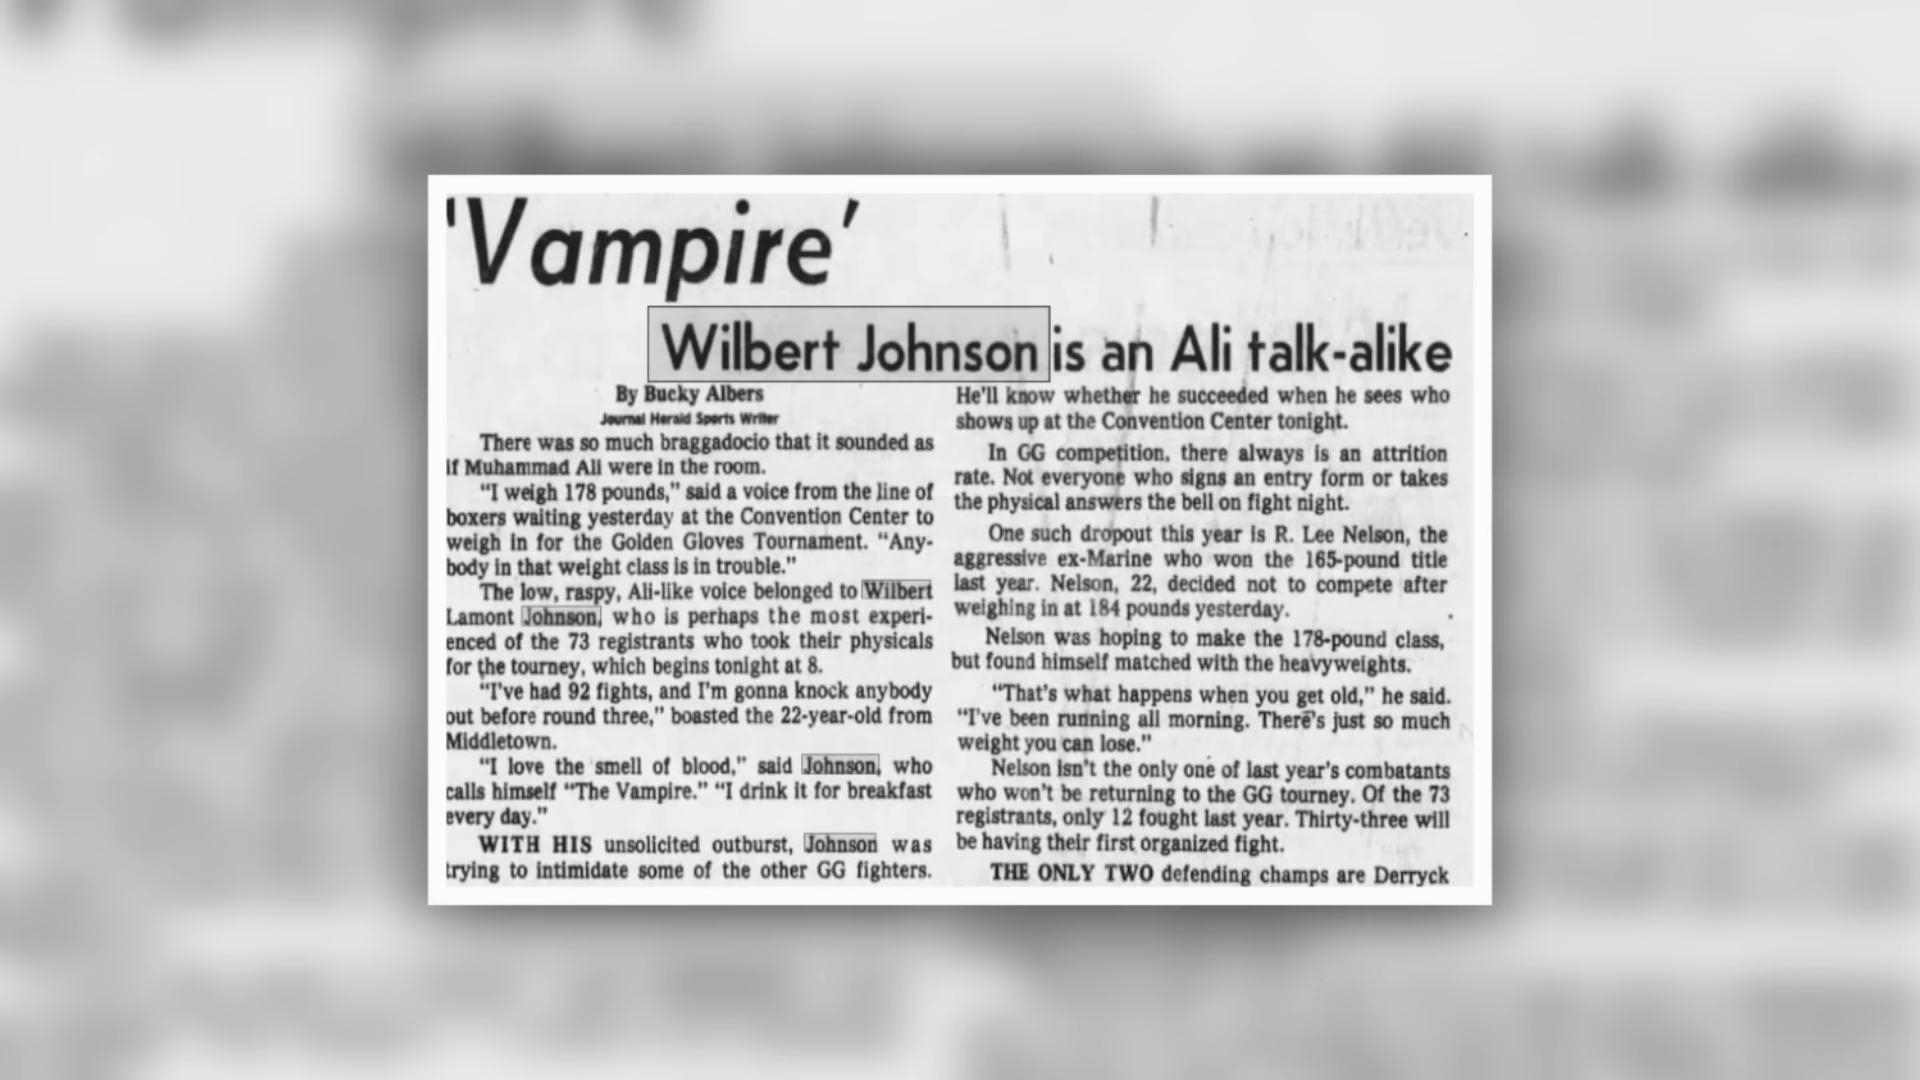 'Vampire'
Wilbert Johnson is an Ali talk-alike
By Bucky Albers
Journal Herald Sports Writer
There was so much braggadocio that it sounded as
if Muhammad Ali were in the room.
“I weigh 178 pounds,” said a voice from the line of
boxers waiting yesterday at the Convention Center to
weigh in for the Golden Gloves Tournament. “Any-
body in that weight class is in trouble.”
The low, raspy, Ali-like voice belonged to Wilbert
Lamont Johnson, who is perhaps the most experi-
enced of the 73 registrants who took their physicals
for the tourney, which begins tonight at 8.
“I've had 92 fights, and I'm gonna knock anybody
out before round three,” boasted the 22-year-old from
Middletown.
“I love the smell of blood,” said Johnson, who
calls himself “The Vampire.” “I drink it for breakfast
every day.”
WITH HIS unsolicited outburst, Johnson was
trying to intimidate some of the other GG fighters.
He'll know whether he succeeded when he sees who
shows up at the Convention Center tonight.
In GG competition, there always is an attrition
rate. Not everyone who signs an entry form or takes
the physical answers the bell on fight night.
One such dropout this year is R. Lee Nelson, the
aggressive ex-Marine who won the 165-pound title
last year. Nelson, 22, decided not to compete after
weighing in at 184 pounds yesterday.
Nelson was hoping to make the 178-pound class,
but found himself matched with the heavyweights.
“That's what happens when you get old,” he said.
“I've been running all morning. There's just so much
weight you can lose.”
Nelson isn't the only one of last year's combatants
who won't be returning to the GG tourney. Of the 73
registrants, only 12 fought last year. Thirty-three will
be having their first organized fight.
THE ONLY TWO defending champs are Derryck